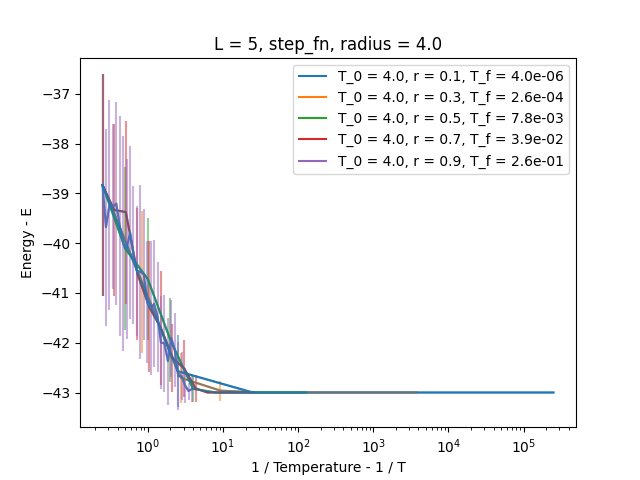 L = 5, step_fn, radius = 4.0
T_0 = 4.0, r = 0.1, T_f = 4.0e-06
T_0 = 4.0, r = 0.3, T_f = 2.6e-04
T_0 = 4.0, r = 0.5, T_f = 7.8e-03
T_0 = 4.0, r = 0.7, T_f = 3.9e-02
T_0 = 4.0, r = 0.9, T_f = 2.6e-01
Energy - E
−37
−38
−39
−40
−41
−42
−43
10⁰ 10¹ 10² 10³ 10⁴ 10⁵
1 / Temperature - 1 / T